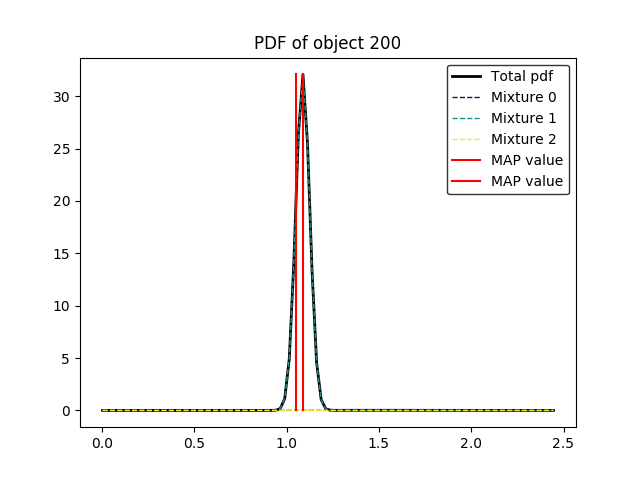 PDF of object 200
Total pdf
Mixture 0
Mixture 1
Mixture 2
MAP value
MAP value
30
25
20
15
10
5
0
0.0 0.5 1.0 1.5 2.0 2.5